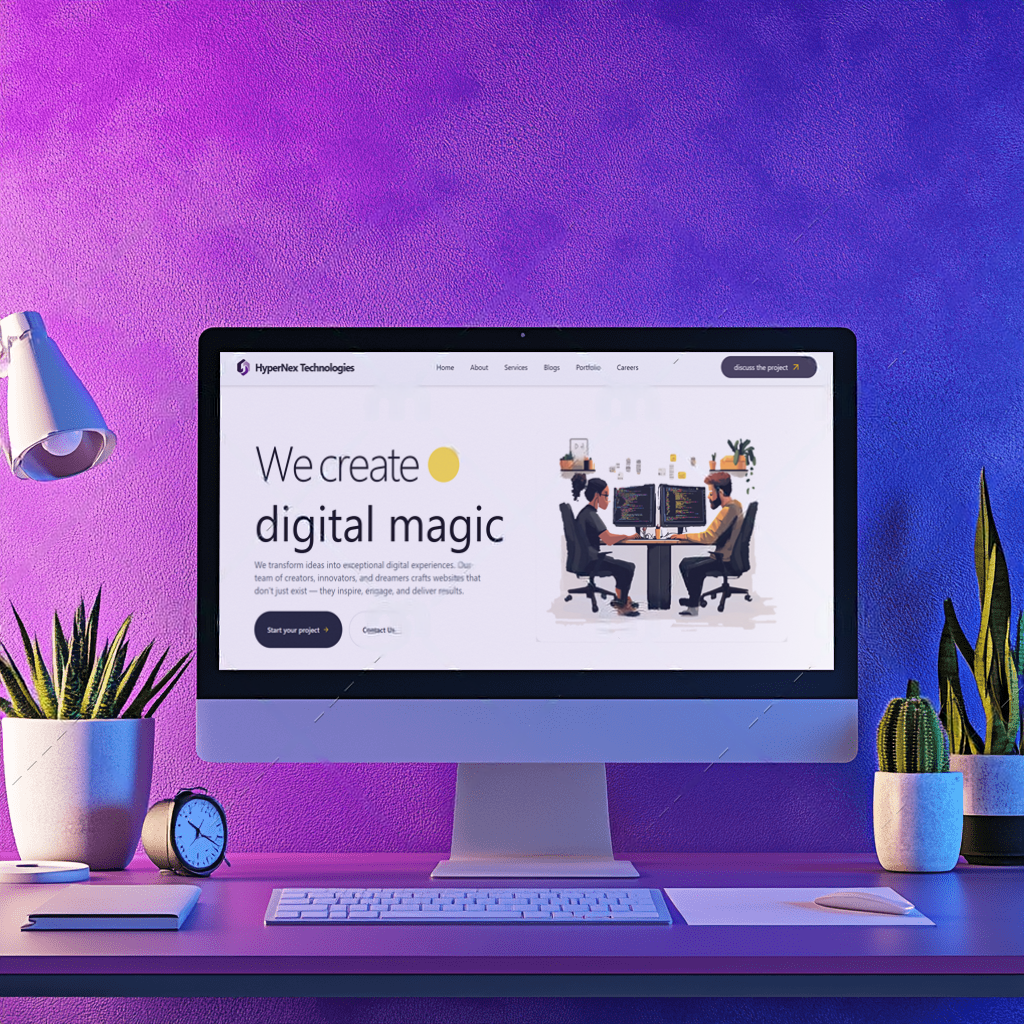 HyperNex Technologies
Home About Services Blogs Portfolio Careers
discuss the project
We create
digital magic
We transform ideas into exceptional digital experiences. Our
team of creators, innovators, and dreamers crafts websites that
don't just exist — they inspire, engage, and deliver results.
Start your project →
Contact Us